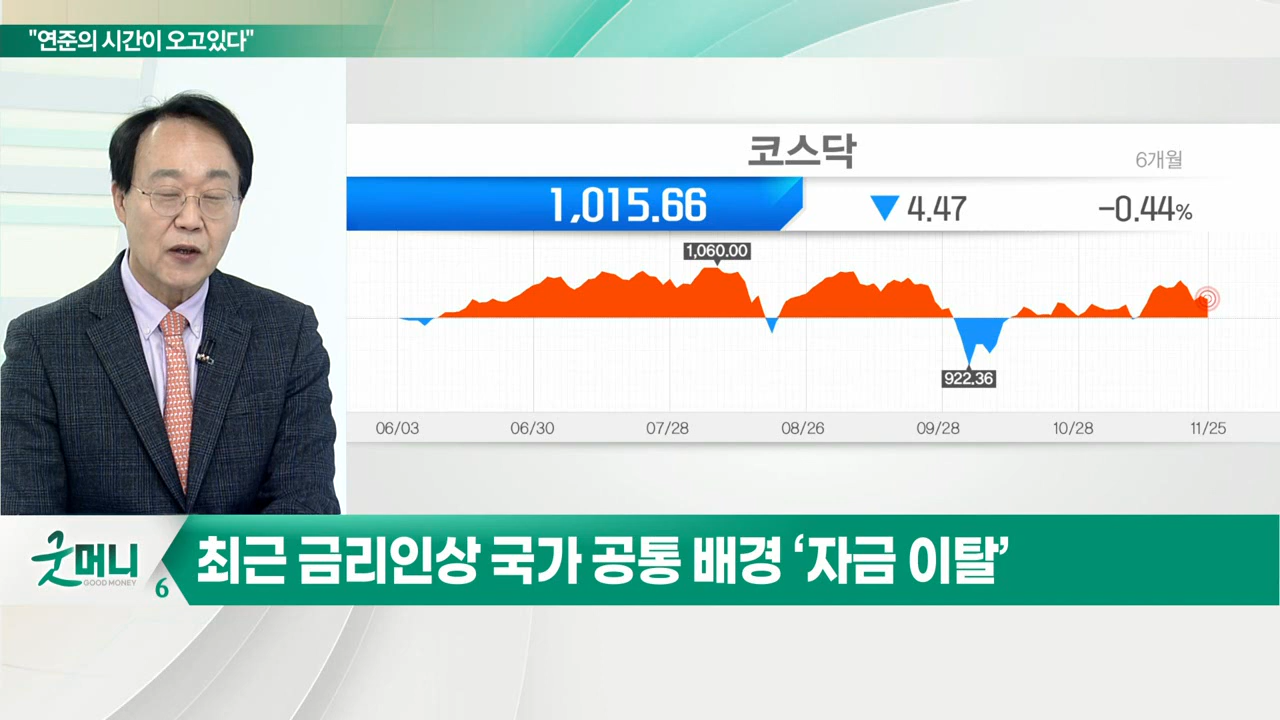 "연준의 시간이 오고있다"
코스닥
6개월
1,015.66
▼ 4.47
-0.44%
1,060.00
922.36
06/03
06/30
07/28
08/26
09/28
10/28
11/25
굿머니
GOOD MONEY
6
최근 금리인상 국가 공통 배경 ‘자금 이탈’